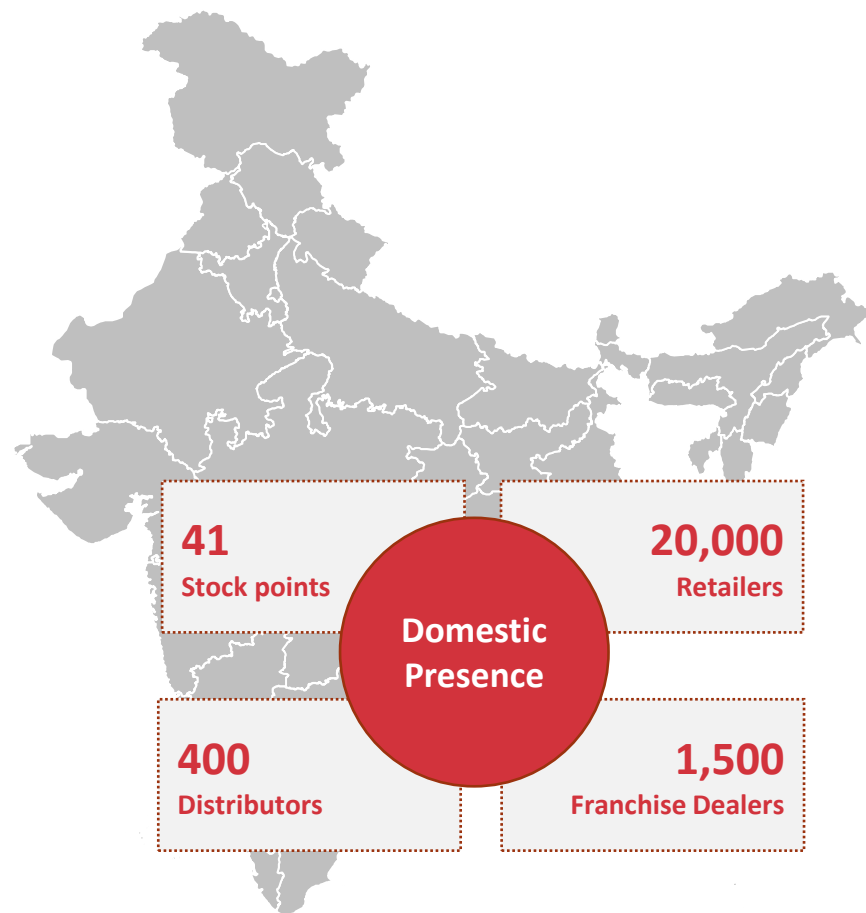 41
Stock points
20,000
Retailers
Domestic
Presence
400
Distributors
1,500
Franchise Dealers